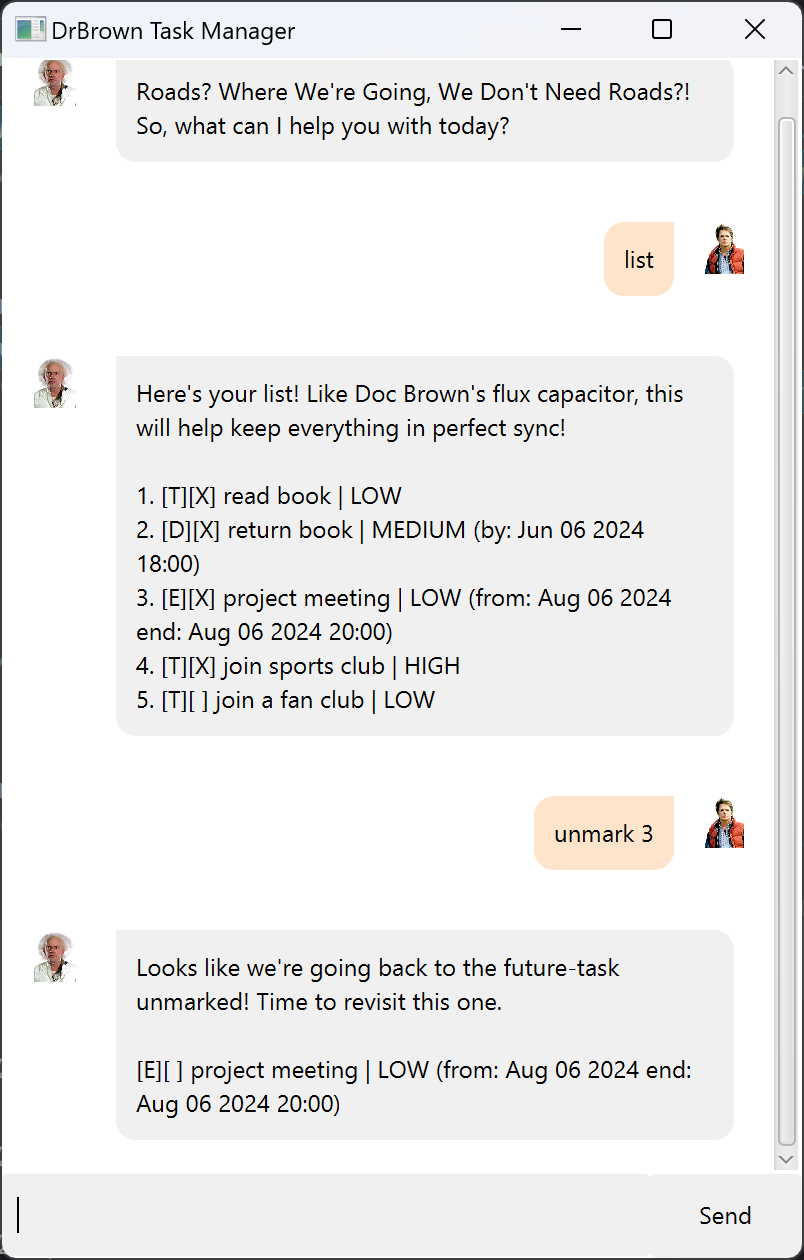 DrBrown Task Manager
Roads? Where We're Going, We Don't Need Roads?!
So, what can I help you with today?
list
Here's your list! Like Doc Brown's flux capacitor, this
will help keep everything in perfect sync!
1. [T][X] read book | LOW
2. [D][X] return book | MEDIUM (by: Jun 06 2024
18:00)
3. [E][X] project meeting | LOW (from: Aug 06 2024
end: Aug 06 2024 20:00)
4. [T][X] join sports club | HIGH
5. [T][ ] join a fan club | LOW
unmark 3
Looks like we're going back to the future-task
unmarked! Time to revisit this one.
[E][ ] project meeting | LOW (from: Aug 06 2024 end:
Aug 06 2024 20:00)
Send